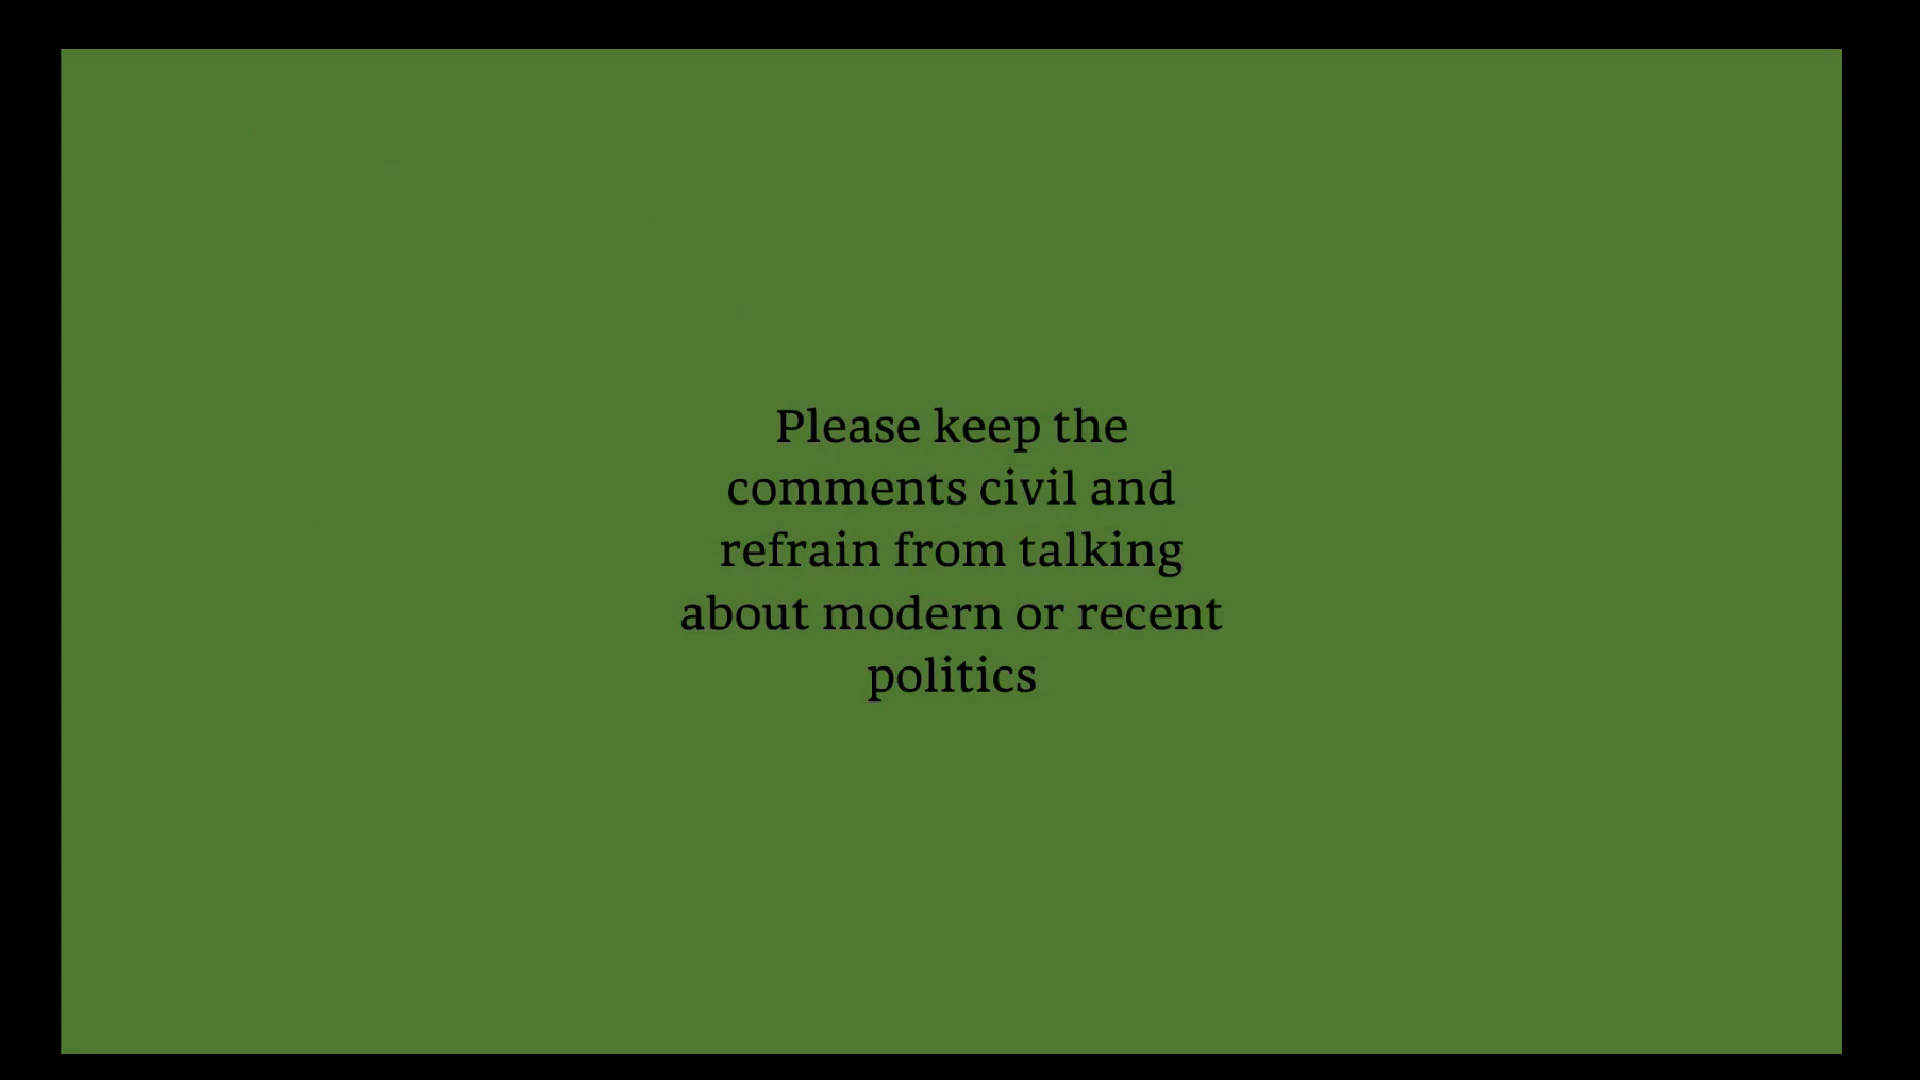 Please keep the
comments civil and
refrain from talking
about modern or recent
politics